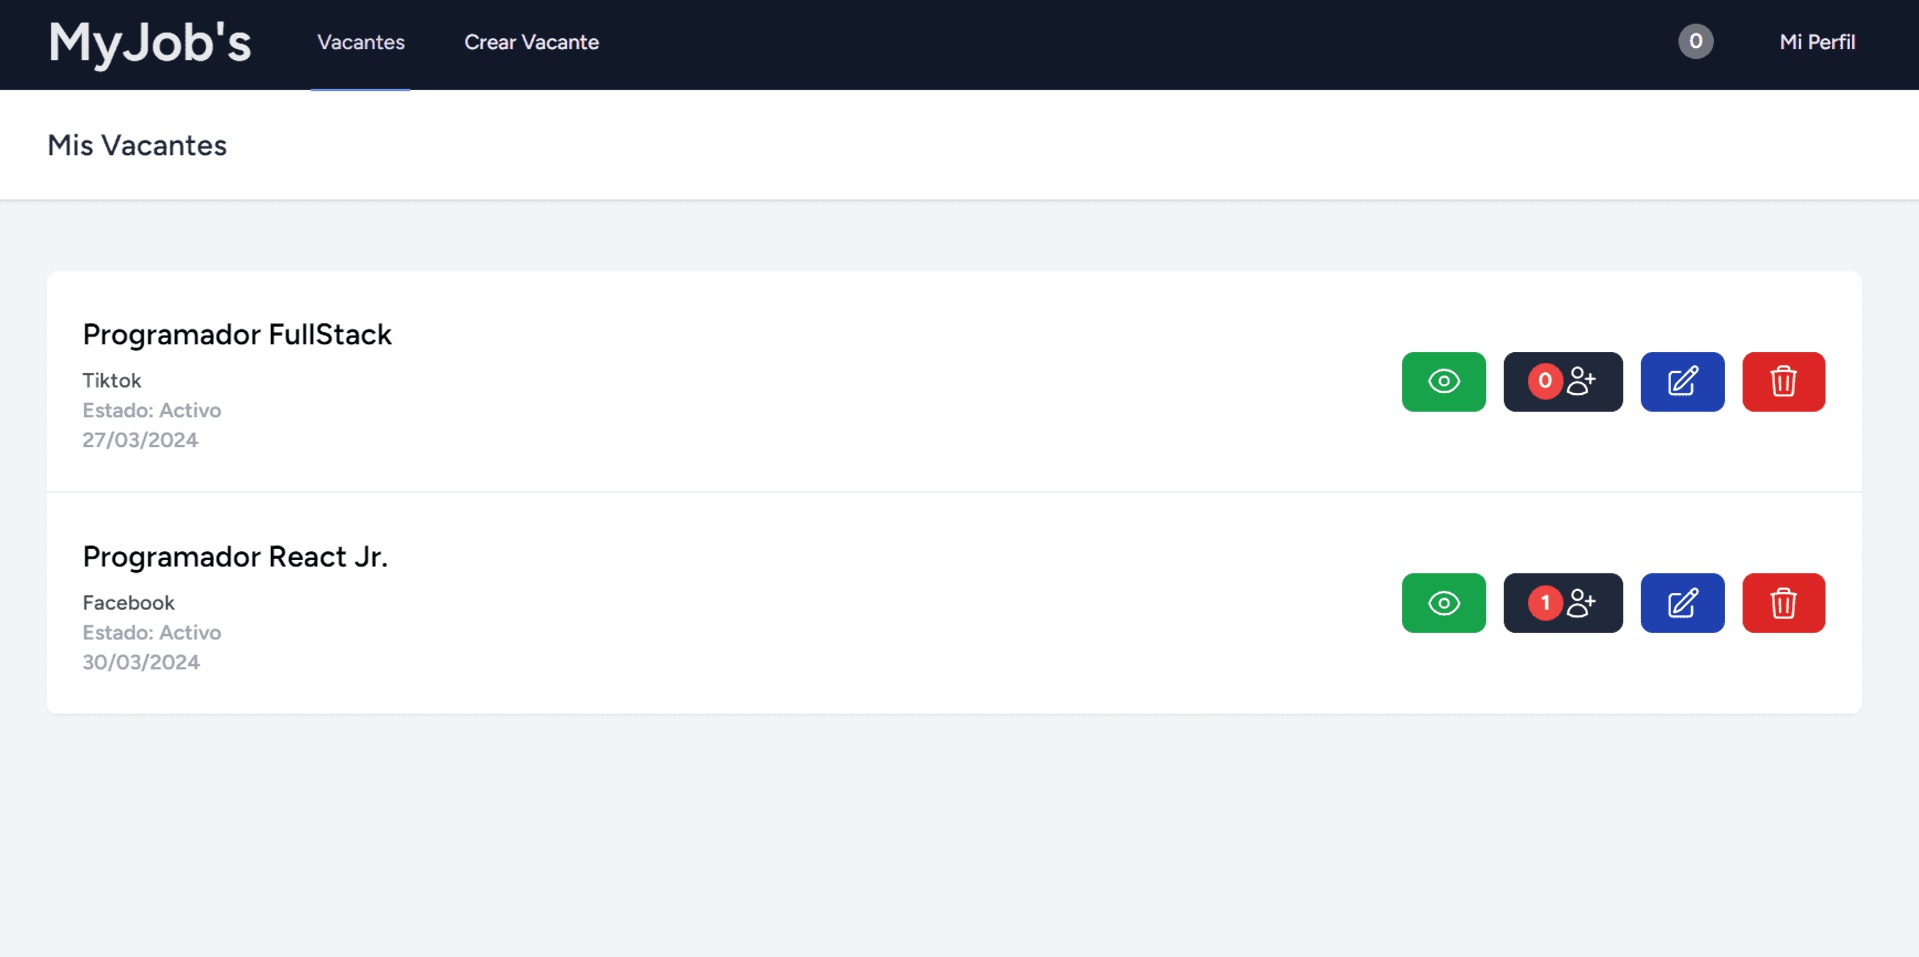 MyJob's
Vacantes
Crear Vacante
0
Mi Perfil
Mis Vacantes
Programador FullStack
Tiktok
Estado: Activo
27/03/2024
0
Programador React Jr.
Facebook
Estado: Activo
30/03/2024
1